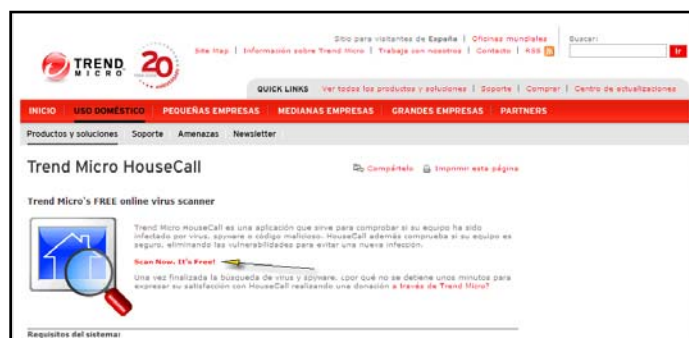 Sitio para visitantes de España | Oficinas mundiales
Site Map | Información sobre Trend Micro | Trabaje con nosotros | Contacto | RSS
Buscar:
Ir
TREND
MICRO
20
QUICK LINKS Ver todos los productos y soluciones | Soporte | Comprar | Centro de actualizaciones
INICIO USO DOMÉSTICO PEQUEÑAS EMPRESAS MEDIANAS EMPRESAS GRANDES EMPRESAS PARTNERS
Productos y soluciones Soporte Amenazas Newsletter
Trend Micro HouseCall
Compártelo Imprimir esta página
Trend Micro's FREE online virus scanner
Trend Micro HouseCall es una aplicación que sirve para comprobar si su equipo ha sido
infectado por virus, spyware o código malicioso. HouseCall además comprueba si su equipo es
seguro, eliminando las vulnerabilidades para evitar una nueva infección.
Scan Now. It's Free!
Una vez finalizada la búsqueda de virus y spyware, ¿por qué no se detiene unos minutos para
expresar su satisfacción con HouseCall realizando una donación a través de Trend Micro?
Requisitos del sistema: